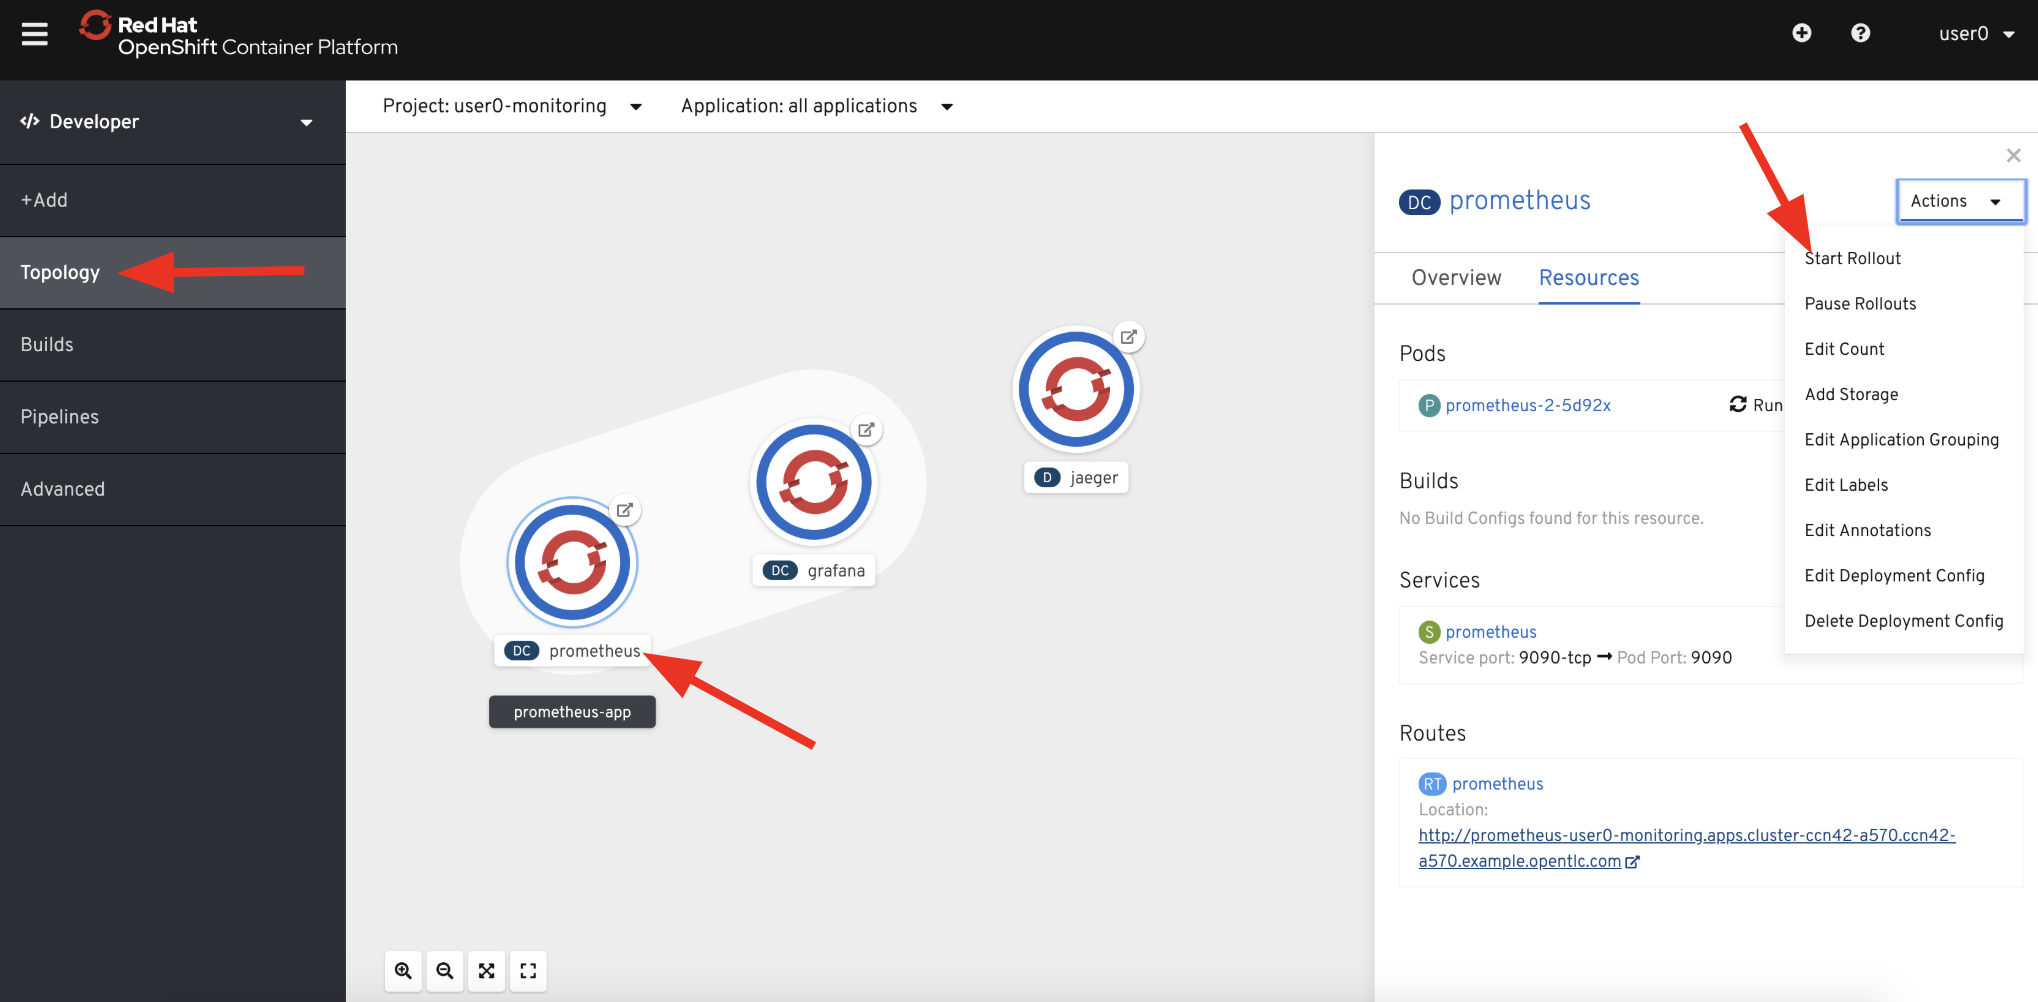 Red Hat
OpenShift Container Platform
user0
Developer
Project: user0-monitoring
Application: all applications
+Add
Topology
Builds
Pipelines
Advanced
DC prometheus
prometheus-app
DC grafana
D jaeger
DC prometheus
Actions
Start Rollout
Pause Rollouts
Edit Count
Add Storage
Edit Application Grouping
Edit Labels
Edit Annotations
Edit Deployment Config
Delete Deployment Config
Overview
Resources
Pods
P prometheus-2-5d92x
Run
Builds
No Build Configs found for this resource.
Services
S prometheus
Service port: 9090-tcp → Pod Port: 9090
Routes
RT prometheus
Location:
http://prometheus-user0-monitoring.apps.cluster-ccn42-a570.ccn42-
a570.example.opentlc.com